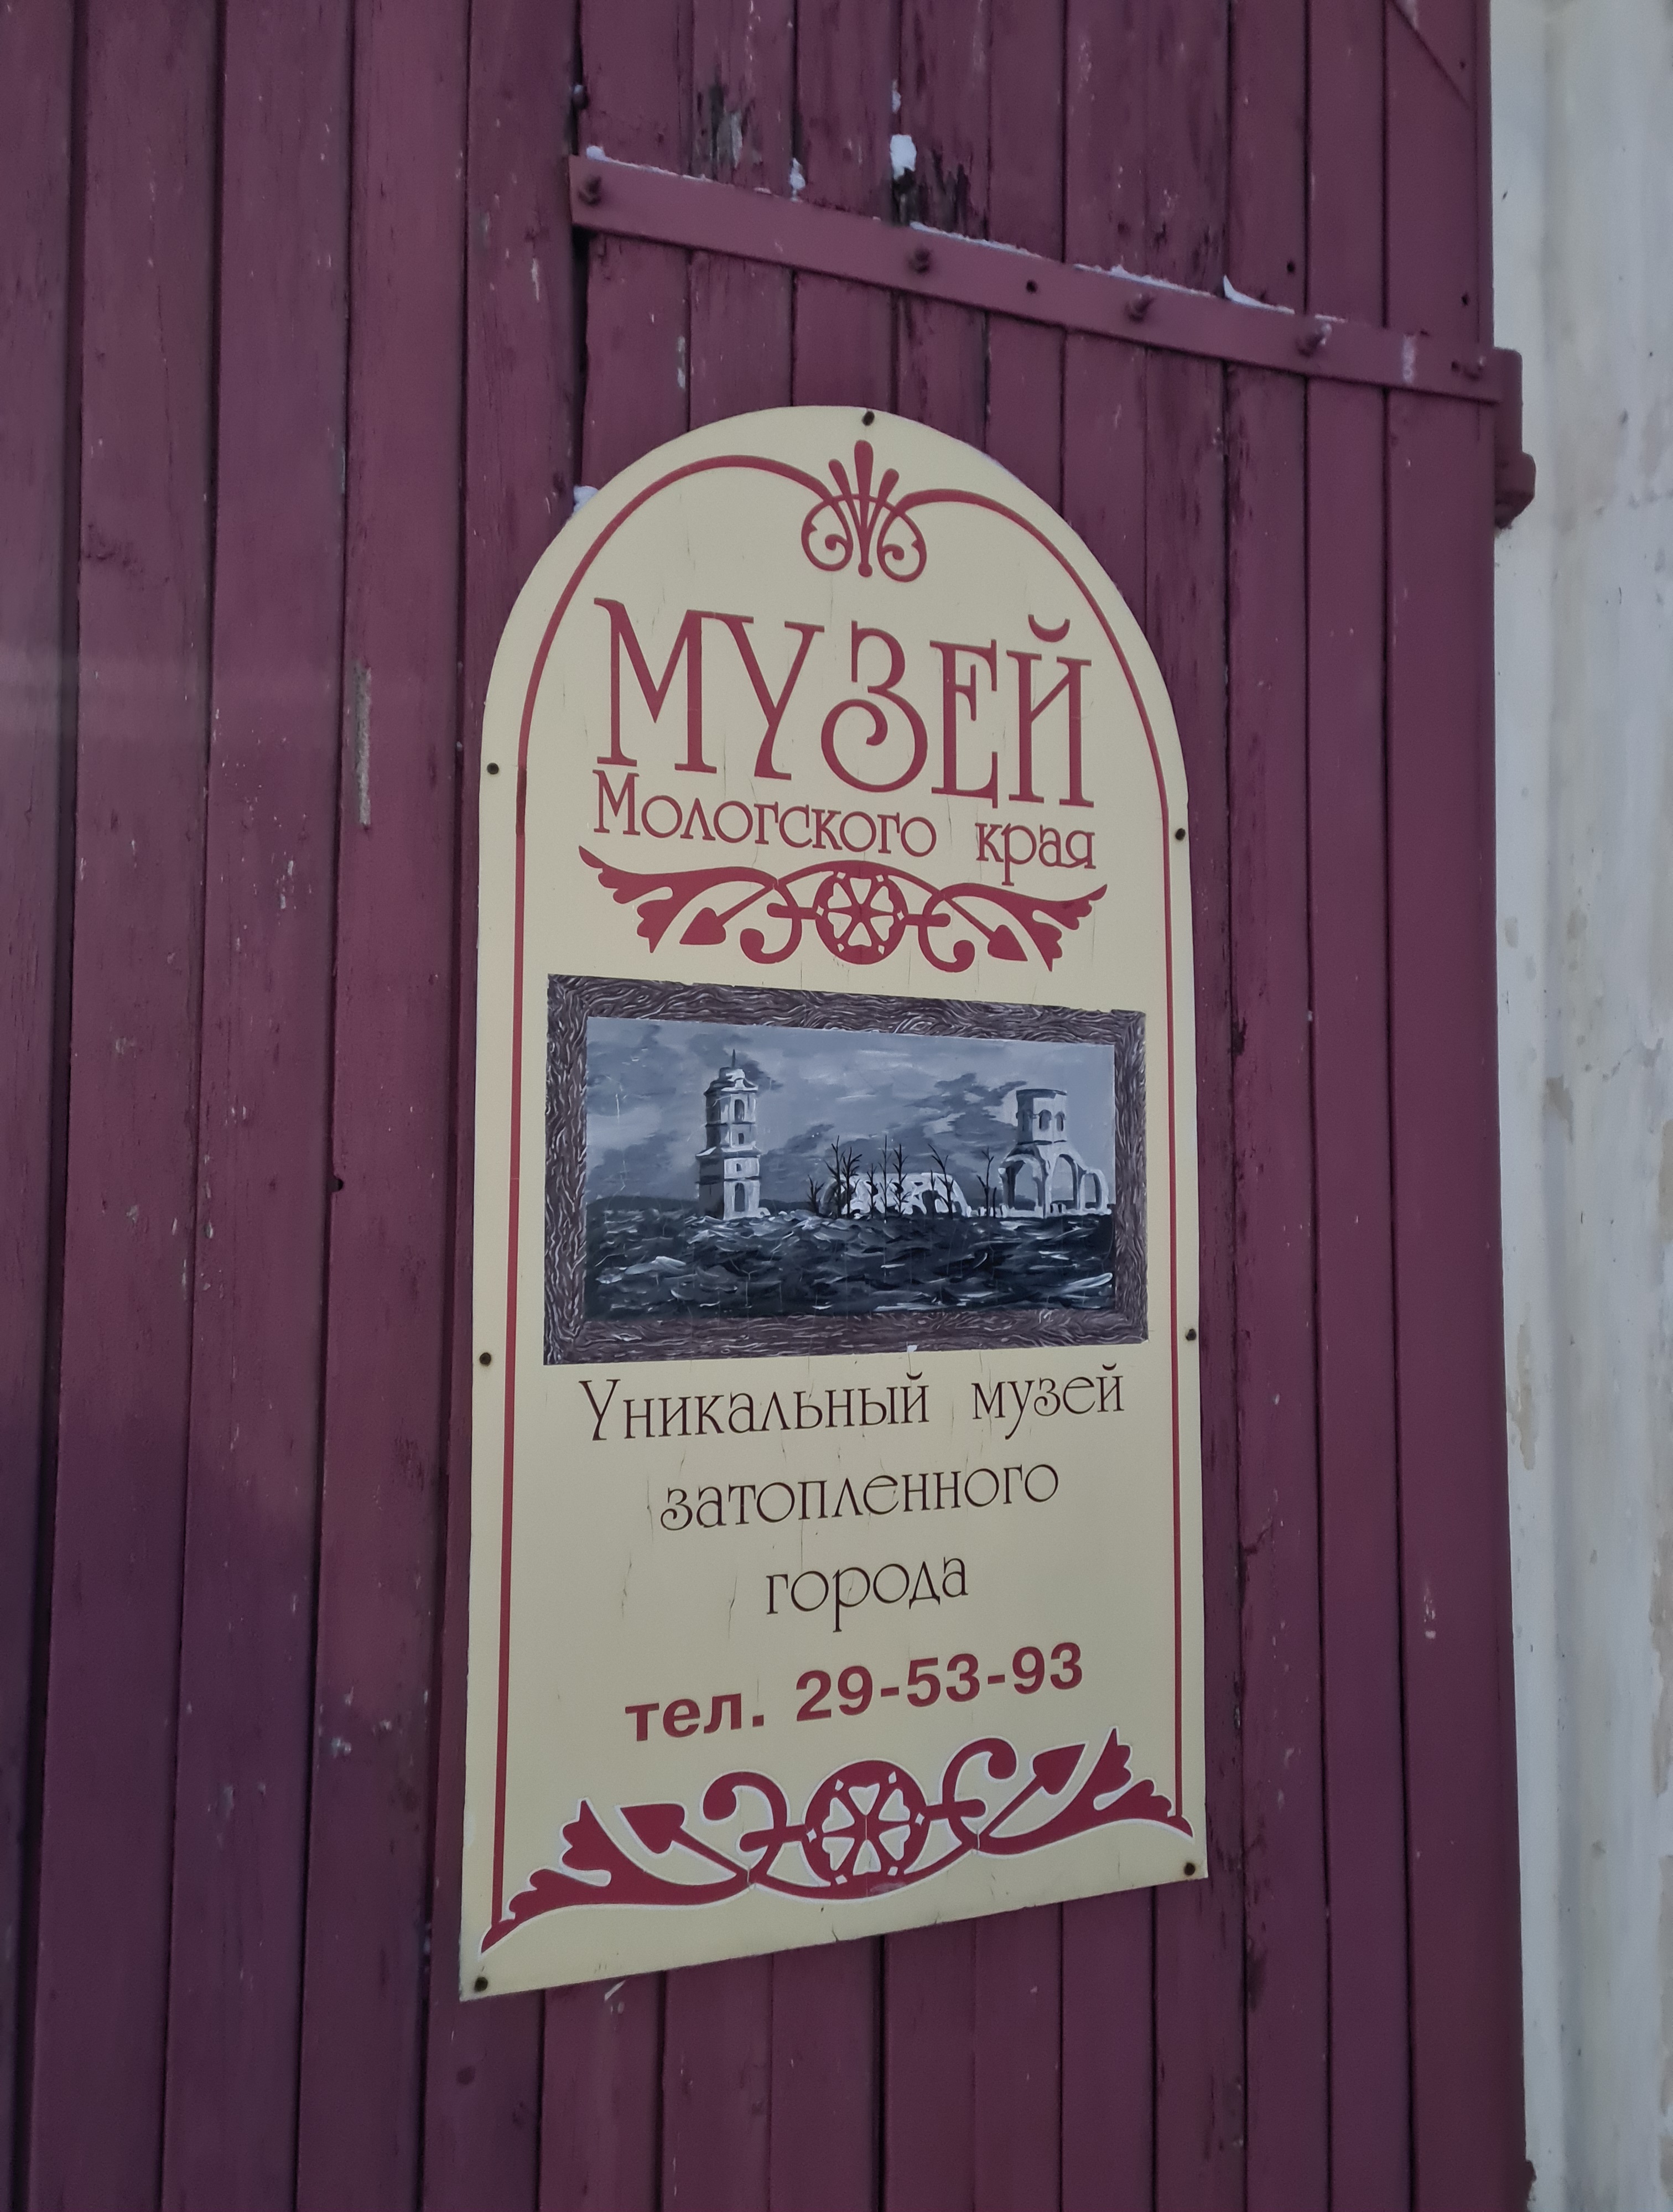 МУЗЕЙ
Мологского края
Уникальный музей
затопленного
города
тел. 29-53-93